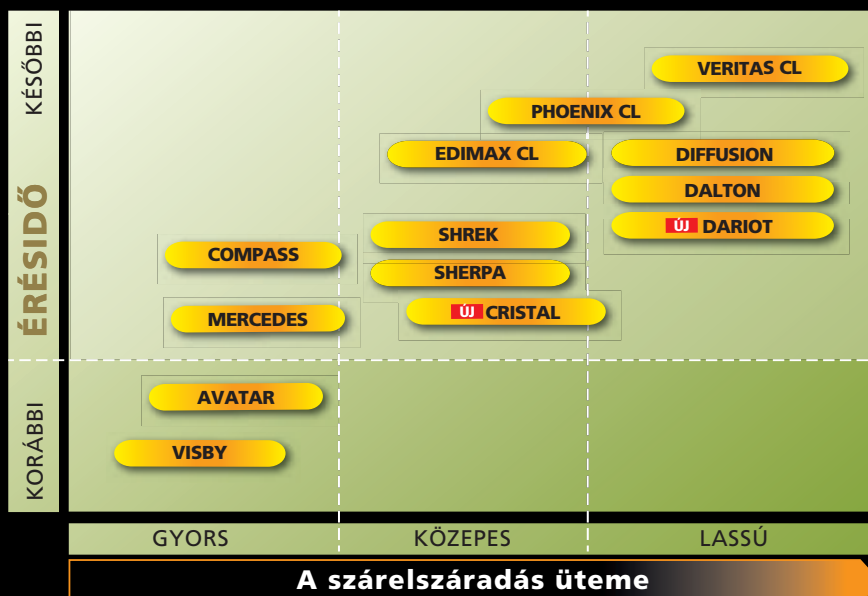 KÉSŐBBI
ÉRÉSIDŐ
KORÁBBI
VERITAS CL
PHOENIX CL
EDIMAX CL
DIFFUSION
DALTON
ÚJ DARIOT
SHREK
COMPASS
SHERPA
ÚJ CRISTAL
MERCEDES
AVATAR
VISBY
GYORS
KÖZEPES
LASSÚ
A szárelszáradás üteme